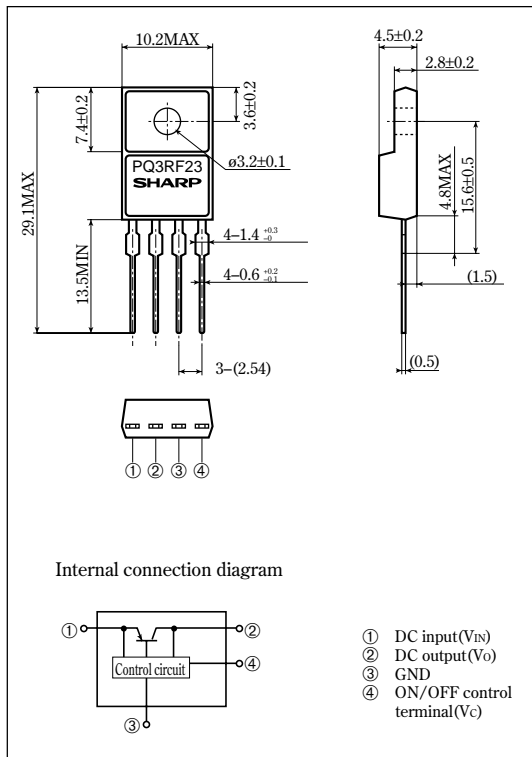 10.2MAX
4.5±0.2
2.8±0.2
7.4±0.2
3.6±0.2
29.1MAX
PQ3RF23
SHARP
ø3.2±0.1
4.8MAX
15.6±0.5
13.5MIN
4–1.4 +0.3 –0
4–0.6 +0.2 –0.1
(1.5)
3–(2.54)
(0.5)
① ② ③ ④
Internal connection diagram
① ②
Control circuit ④
③
① DC input(VIN)
② DC output(VO)
③ GND
④ ON/OFF control
terminal(VC)